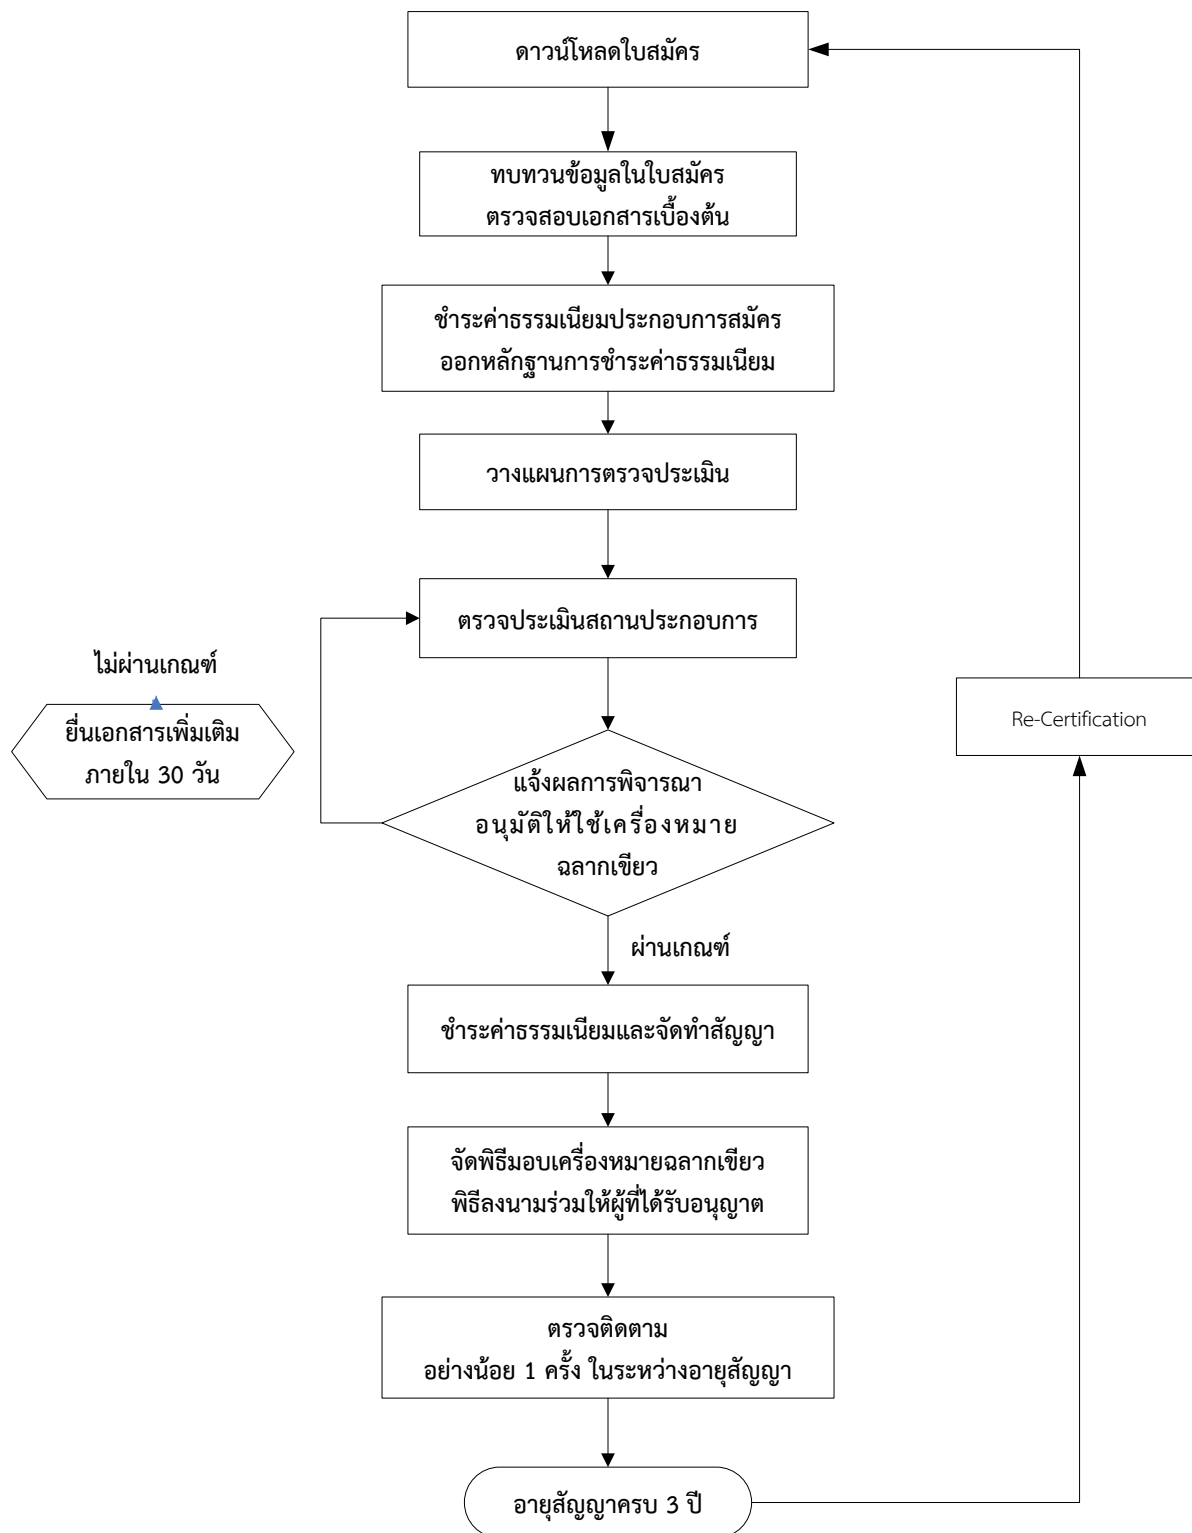 ดาวน์โหลดใบสมัคร
ทบทวนข้อมูลในใบสมัคร
ตรวจสอบเอกสารเบื้องต้น
ชำระค่าธรรมเนียมประกอบการสมัคร
ออกหลักฐานการชำระค่าธรรมเนียม
วางแผนการตรวจประเมิน
ตรวจประเมินสถานประกอบการ
ไม่ผ่านเกณฑ์
ยื่นเอกสารเพิ่มเติม
ภายใน 30 วัน
Re-Certification
แจ้งผลการพิจารณา
อนุมัติให้ใช้เครื่องหมาย
ฉลากเขียว
ผ่านเกณฑ์
ชำระค่าธรรมเนียมและจัดทำสัญญา
จัดพิธีมอบเครื่องหมายฉลากเขียว
พิธีลงนามร่วมให้ผู้ที่ได้รับอนุญาต
ตรวจติดตาม
อย่างน้อย 1 ครั้ง ในระหว่างอายุสัญญา
อายุสัญญาครบ 3 ปี